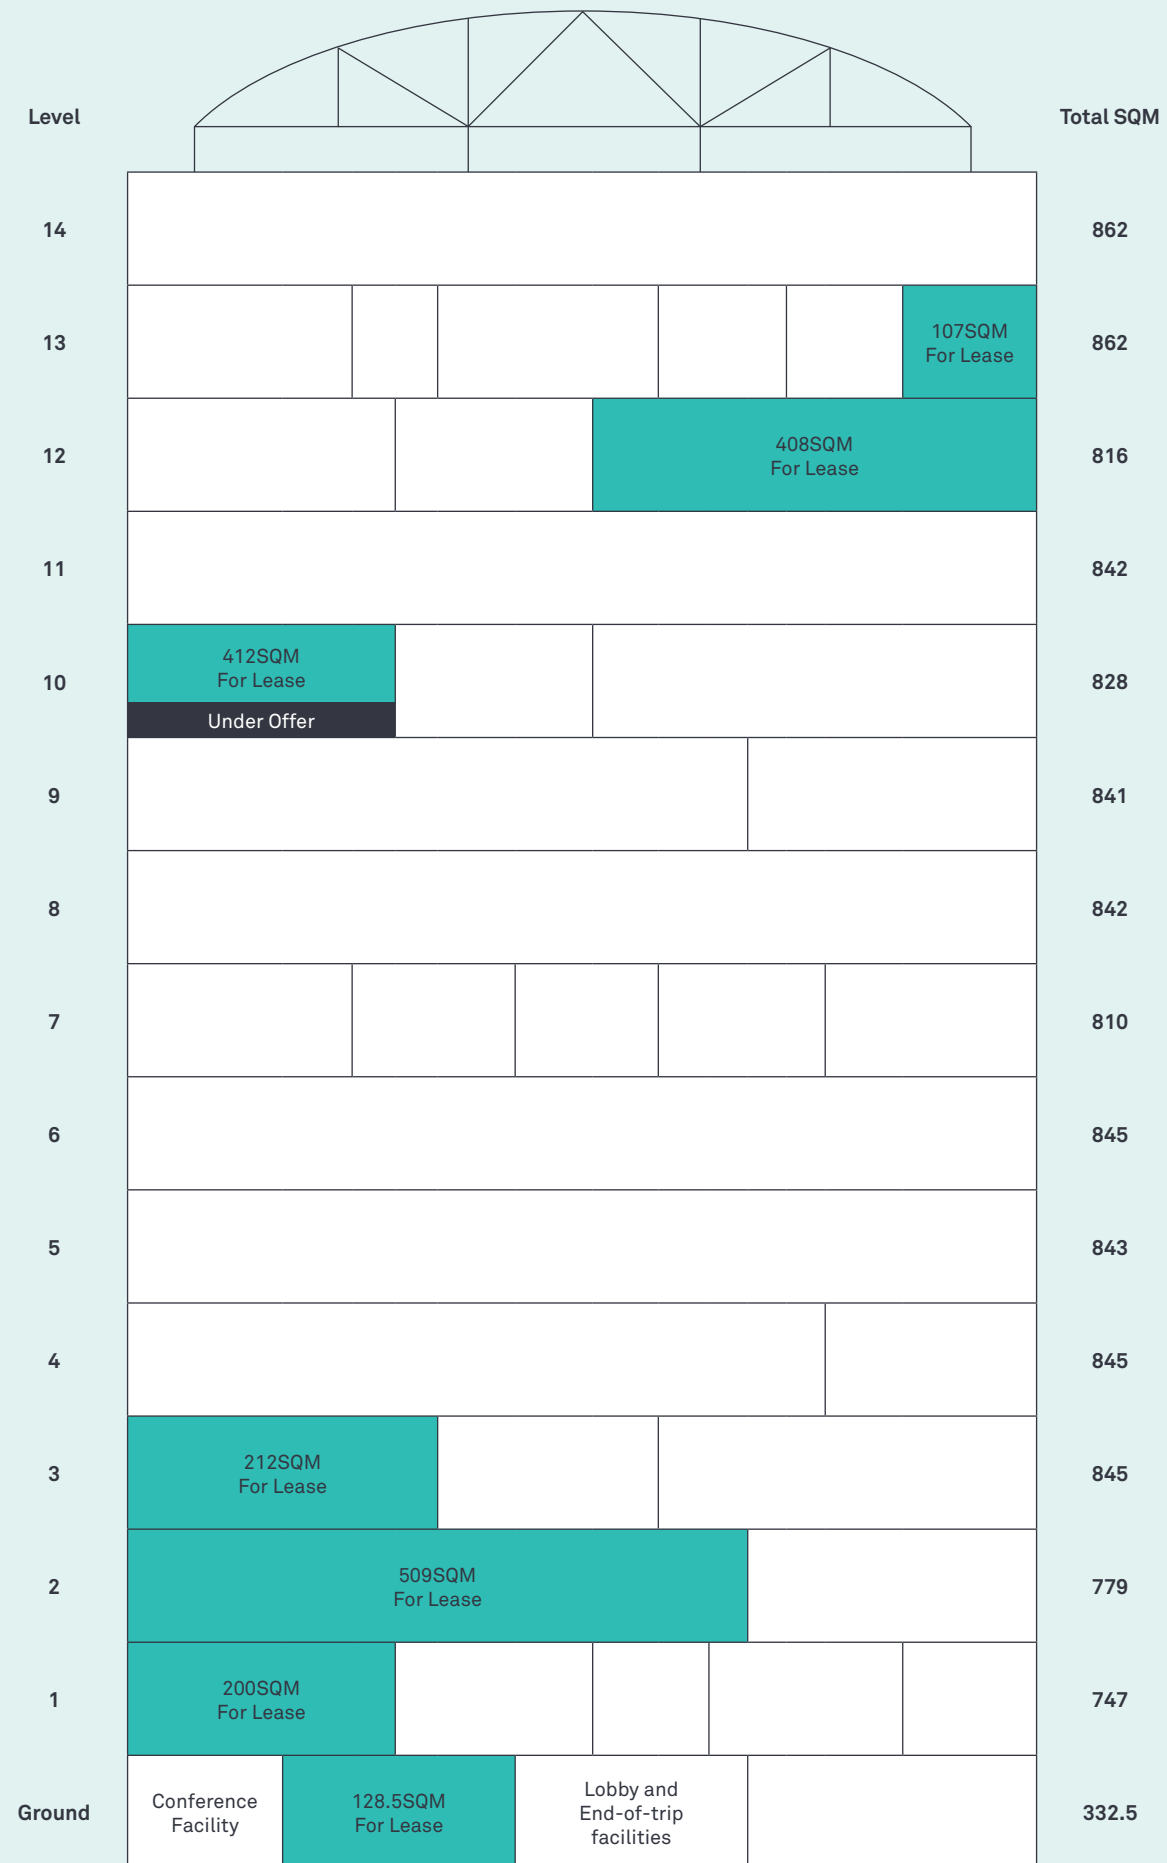 Level
Total SQM
14
862
13
107SQM
For Lease
862
12
408SQM
For Lease
816
11
842
10
412SQM
For Lease
Under Offer
828
9
841
8
842
7
810
6
845
5
843
4
845
3
212SQM
For Lease
845
2
509SQM
For Lease
779
1
200SQM
For Lease
747
Ground
Conference
Facility
128.5SQM
For Lease
Lobby and
End-of-trip
facilities
332.5